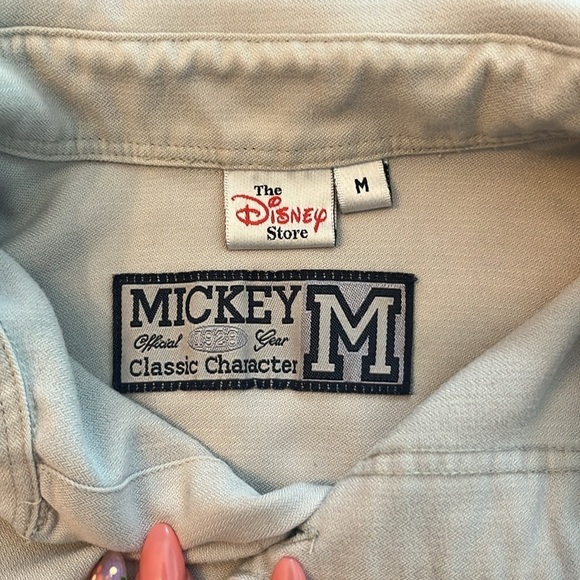 The
Disney
Store
M
MICKEY
Official 1928 Gear
Classic Character
M